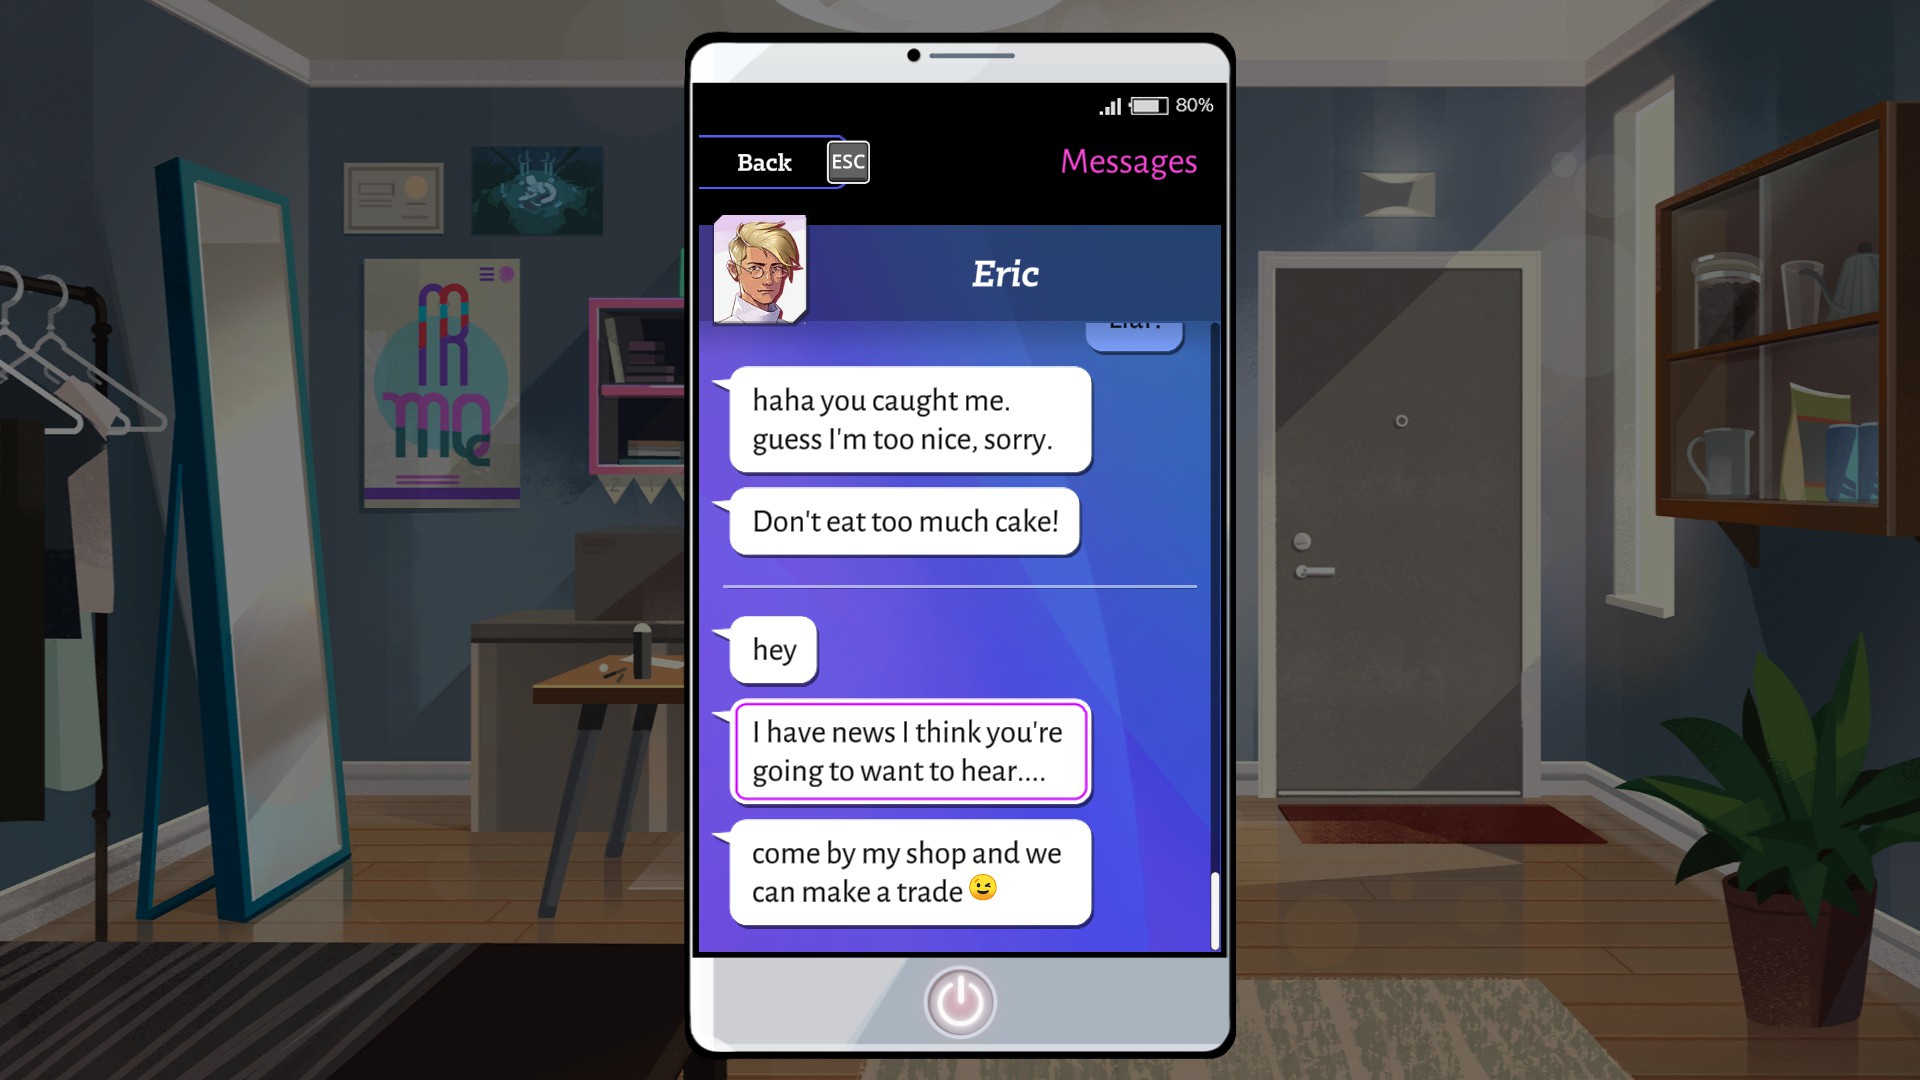 80%
Back
ESC
Messages
Eric
haha you caught me.
guess I'm too nice, sorry.
Don't eat too much cake!
hey
I have news I think you're
going to want to hear....
come by my shop and we
can make a trade 😉